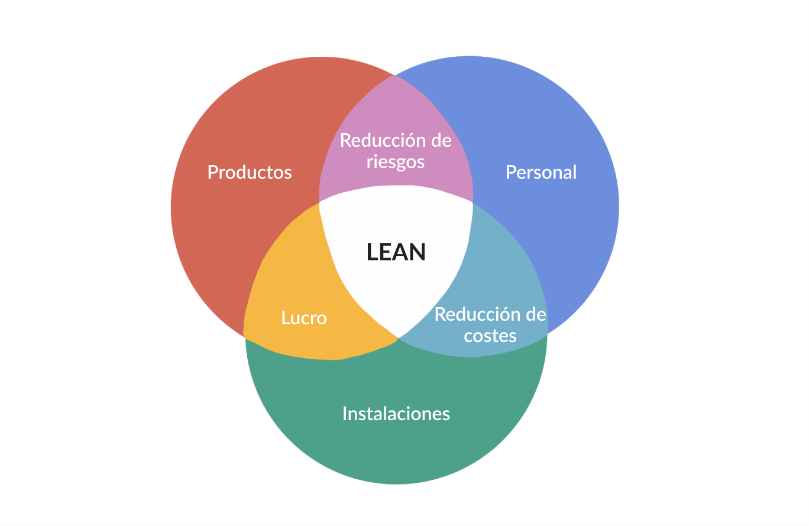 Reducción de
riesgos
Productos
Personal
LEAN
Lucro
Reducción de
costes
Instalaciones